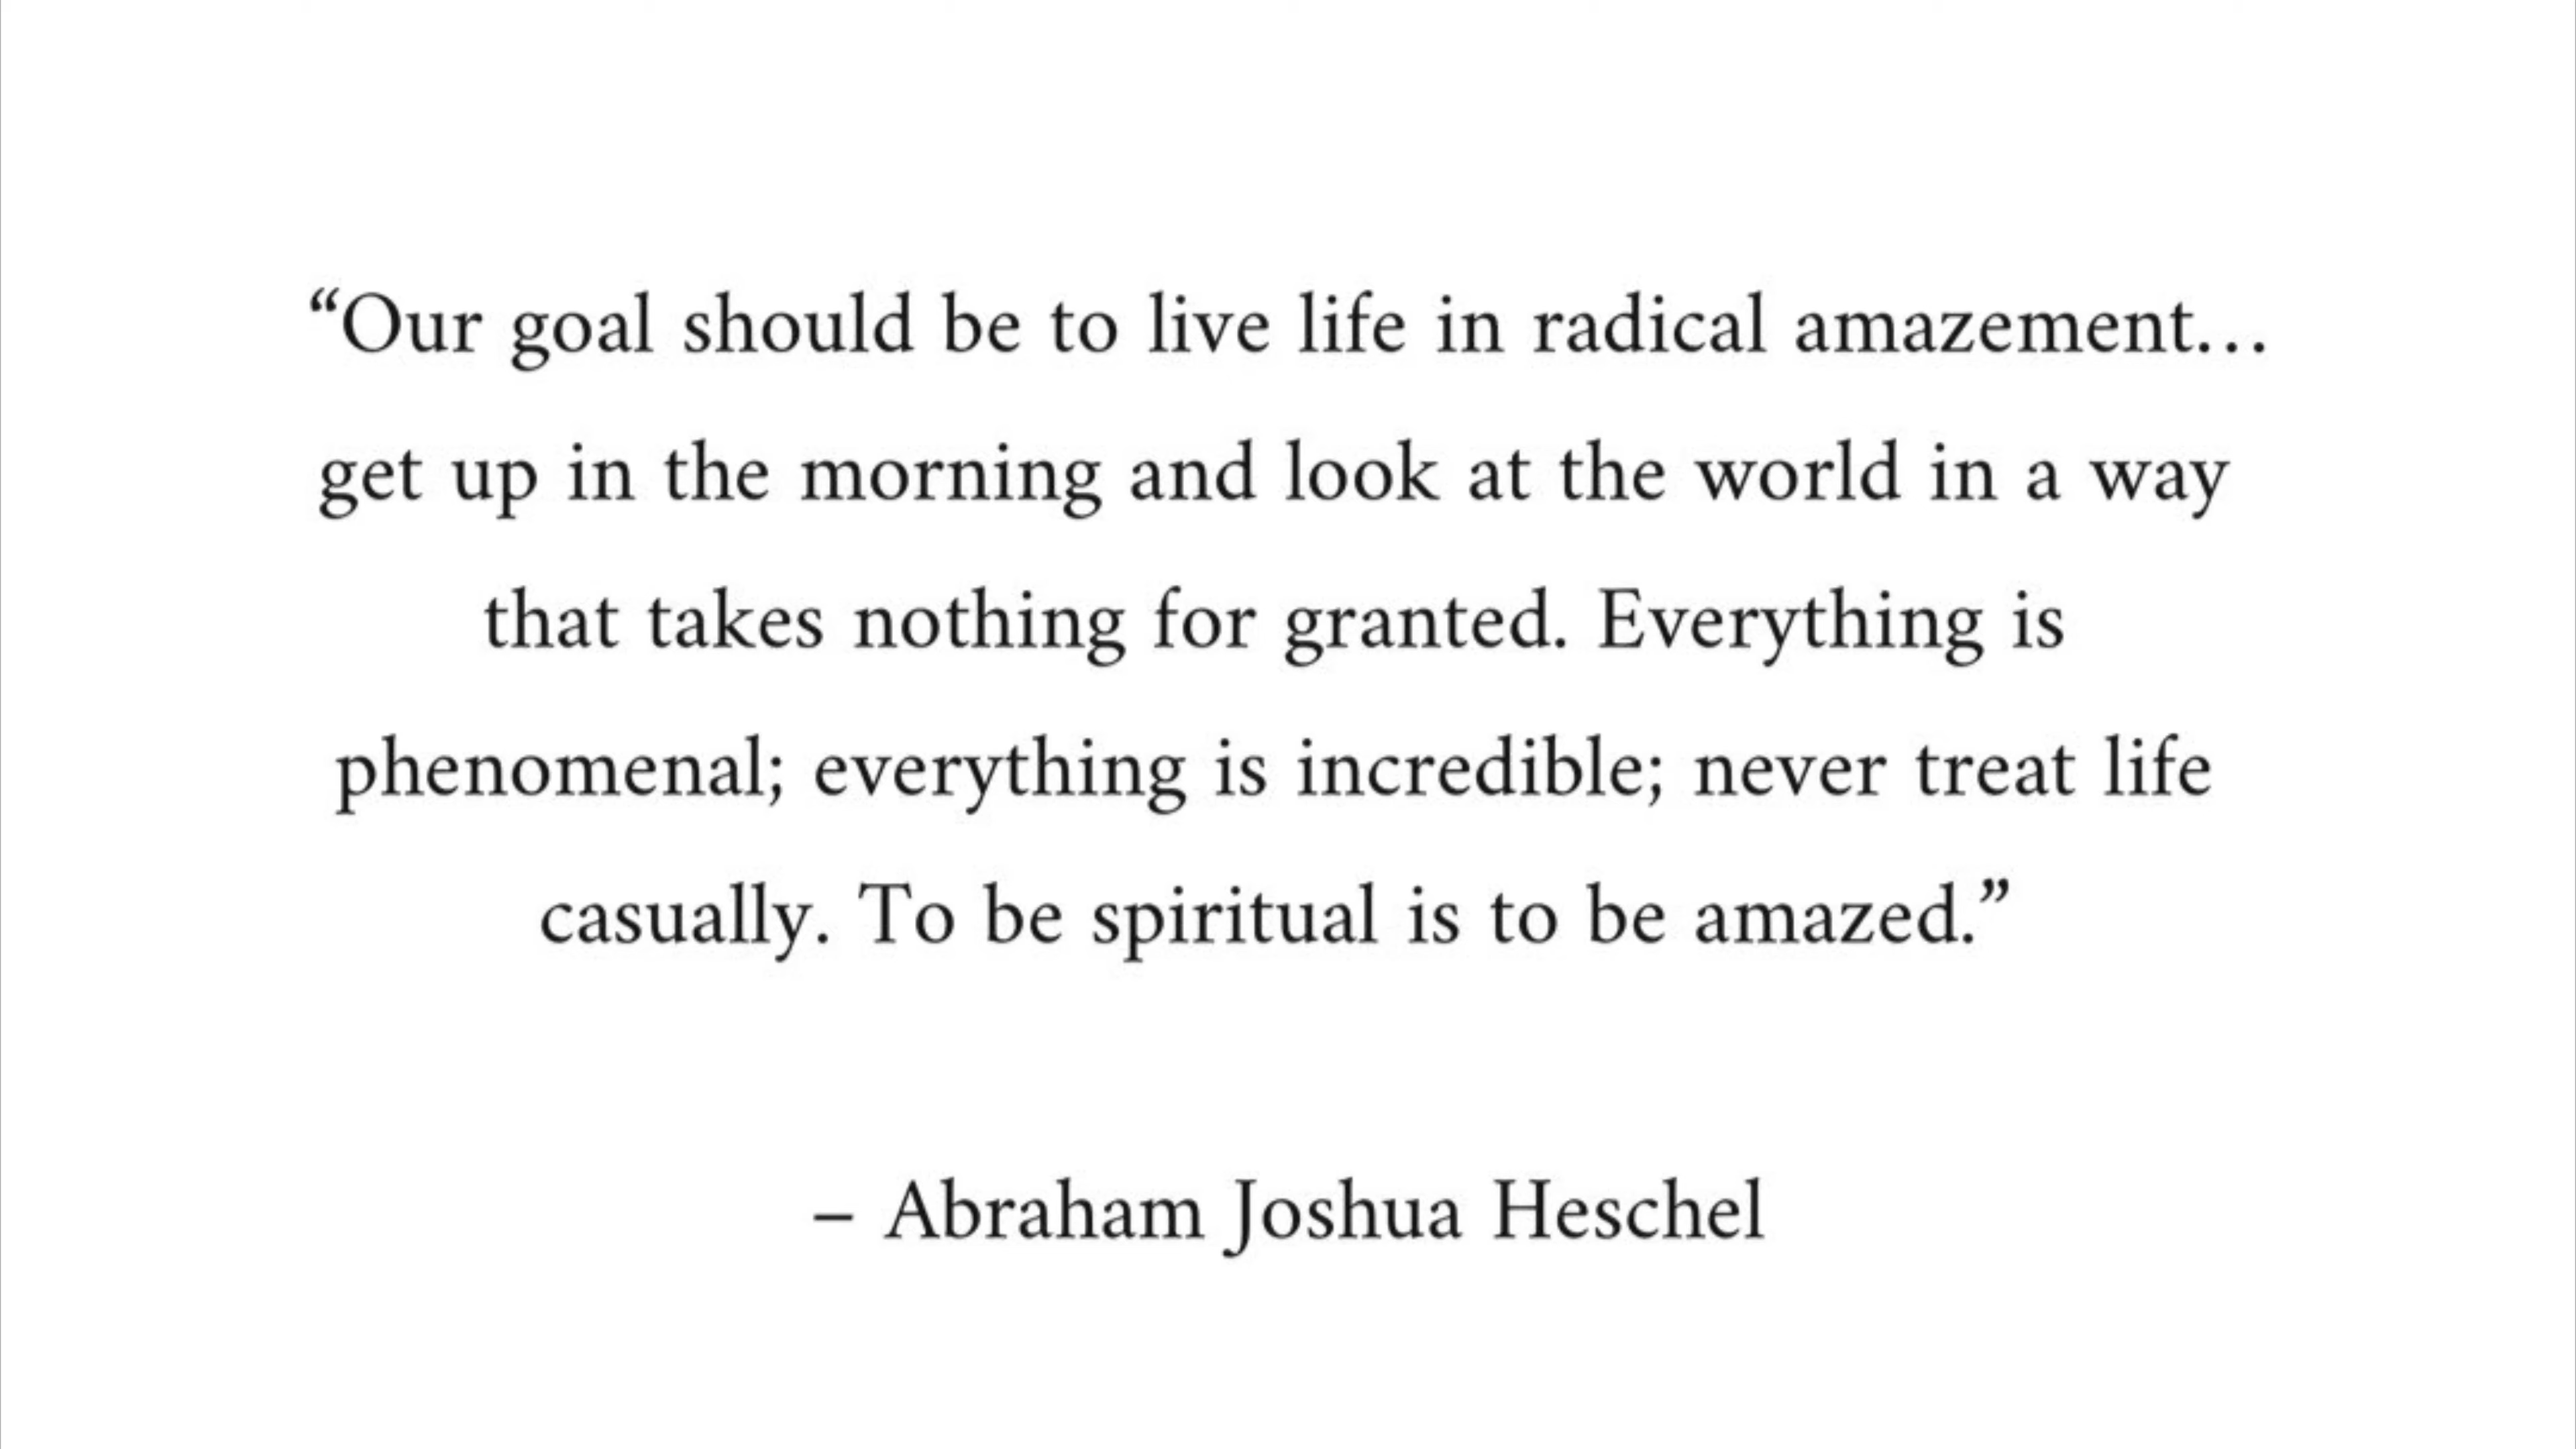 “Our goal should be to live life in radical amazement…
get up in the morning and look at the world in a way
that takes nothing for granted. Everything is
phenomenal; everything is incredible; never treat life
casually. To be spiritual is to be amazed.”
– Abraham Joshua Heschel